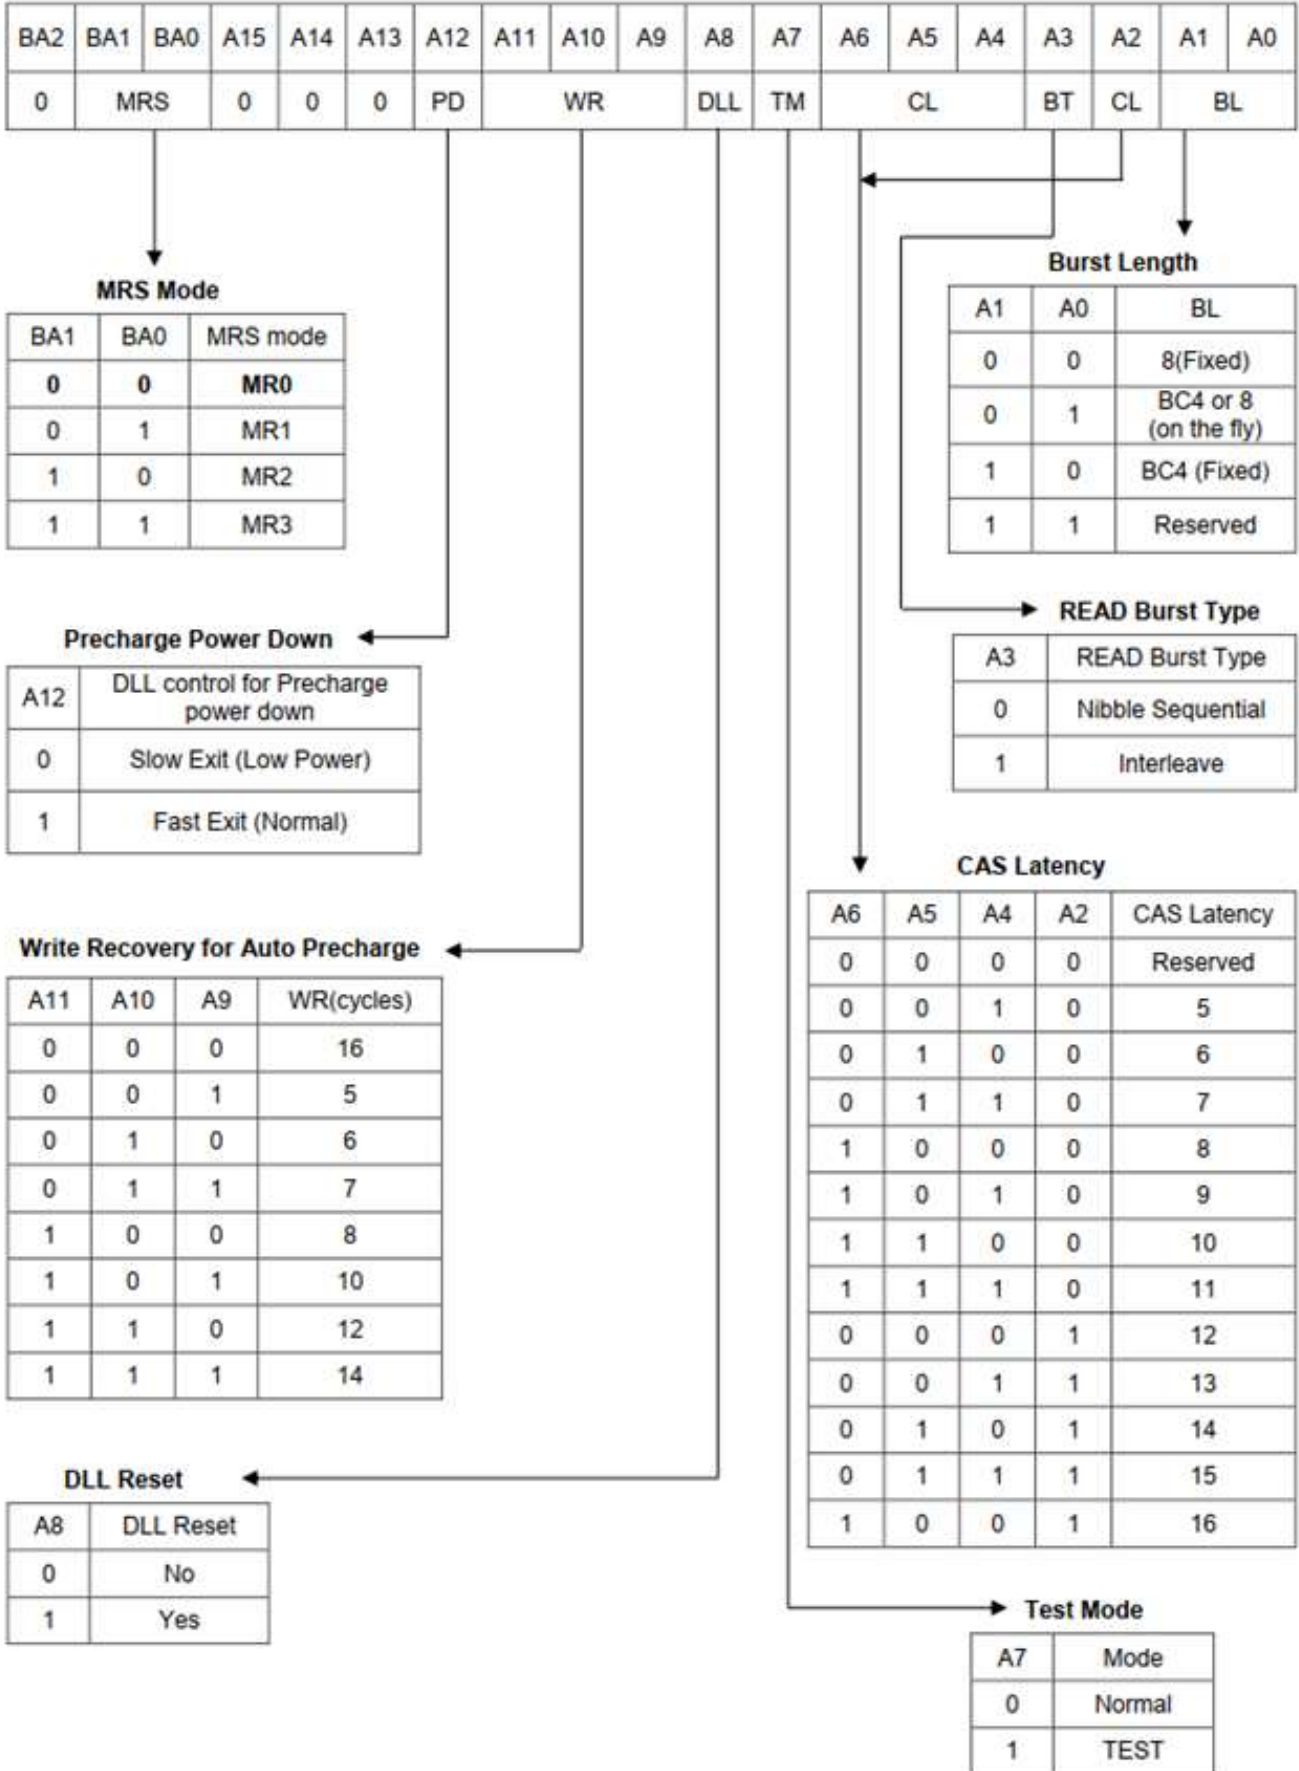 BA2 BA1 BA0 A15 A14 A13 A12 A11 A10 A9 A8 A7 A6 A5 A4 A3 A2 A1 A0
0 MRS 0 0 0 PD WR DLL TM CL BT CL BL
MRS Mode
BA1 BA0 MRS mode
0 0 MR0
0 1 MR1
1 0 MR2
1 1 MR3
Burst Length
A1 A0 BL
0 0 8(Fixed)
0 1 BC4 or 8
(on the fly)
1 0 BC4 (Fixed)
1 1 Reserved
Precharge Power Down
A12 DLL control for Precharge
power down
0 Slow Exit (Low Power)
1 Fast Exit (Normal)
READ Burst Type
A3 READ Burst Type
0 Nibble Sequential
1 Interleave
Write Recovery for Auto Precharge
A11 A10 A9 WR(cycles)
0 0 0 16
0 0 1 5
0 1 0 6
0 1 1 7
1 0 0 8
1 0 1 10
1 1 0 12
1 1 1 14
CAS Latency
A6 A5 A4 A2 CAS Latency
0 0 0 0 Reserved
0 0 1 0 5
0 1 0 0 6
0 1 1 0 7
1 0 0 0 8
1 0 1 0 9
1 1 0 0 10
1 1 1 0 11
0 0 0 1 12
0 0 1 1 13
0 1 0 1 14
0 1 1 1 15
1 0 0 1 16
DLL Reset
A8 DLL Reset
0 No
1 Yes
Test Mode
A7 Mode
0 Normal
1 TEST